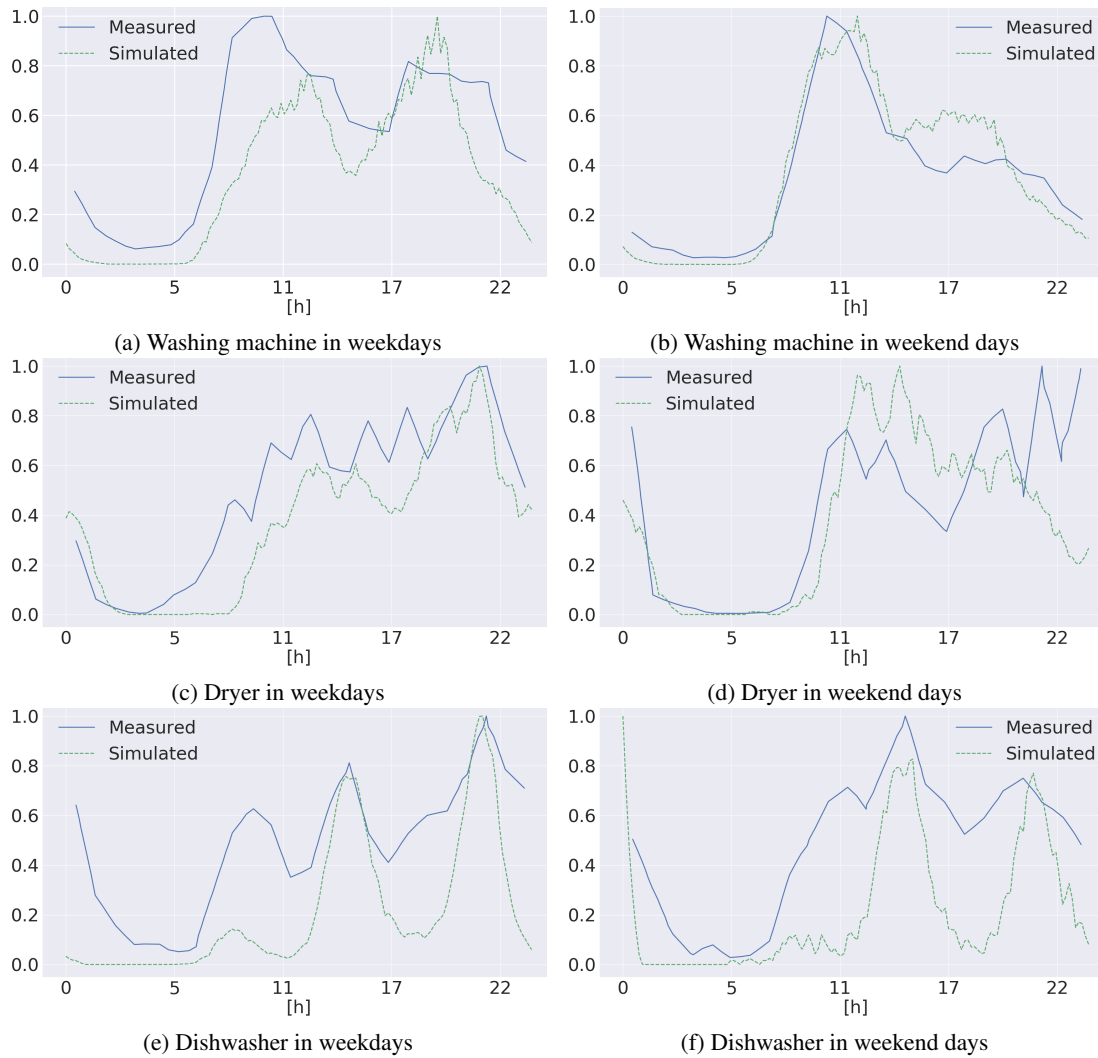 1.0
0.8
0.6
0.4
0.2
0.0
Measured
Simulated
0 5 11 17 22
[h]
(a) Washing machine in weekdays
1.0
0.8
0.6
0.4
0.2
0.0
Measured
Simulated
0 5 11 17 22
[h]
(b) Washing machine in weekend days
1.0
0.8
0.6
0.4
0.2
0.0
Measured
Simulated
0 5 11 17 22
[h]
(c) Dryer in weekdays
1.0
0.8
0.6
0.4
0.2
0.0
Measured
Simulated
0 5 11 17 22
[h]
(d) Dryer in weekend days
1.0
0.8
0.6
0.4
0.2
0.0
Measured
Simulated
0 5 11 17 22
[h]
(e) Dishwasher in weekdays
1.0
0.8
0.6
0.4
0.2
0.0
Measured
Simulated
0 5 11 17 22
[h]
(f) Dishwasher in weekend days